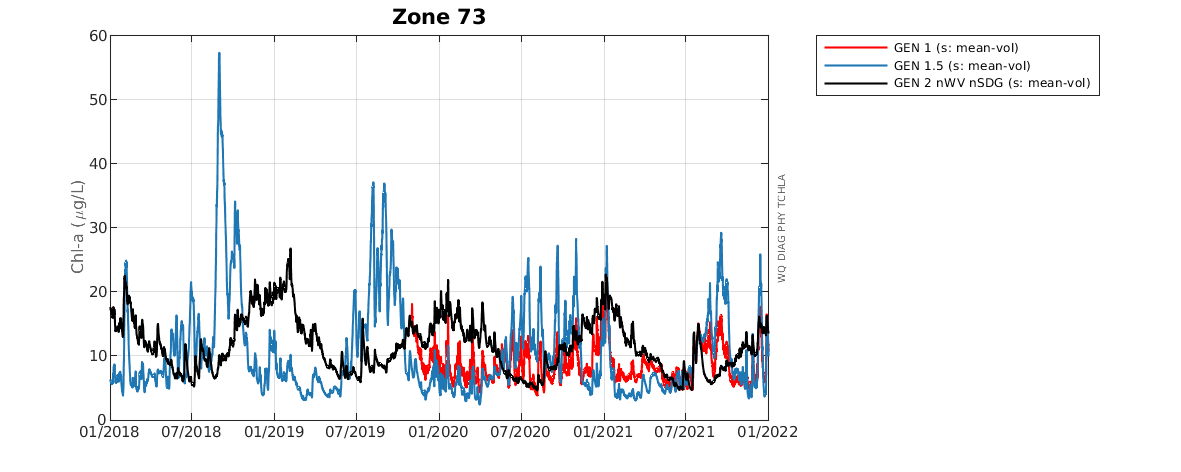 Zone 73
GEN 1 (s: mean-vol)
GEN 1.5 (s: mean-vol)
GEN 2 nWV nSDG (s: mean-vol)
Chl-a (μg/L)
60
50
40
30
20
10
0
01/2018 07/2018 01/2019 07/2019 01/2020 07/2020 01/2021 07/2021 01/2022
WQ DIAG PHY TCHLA